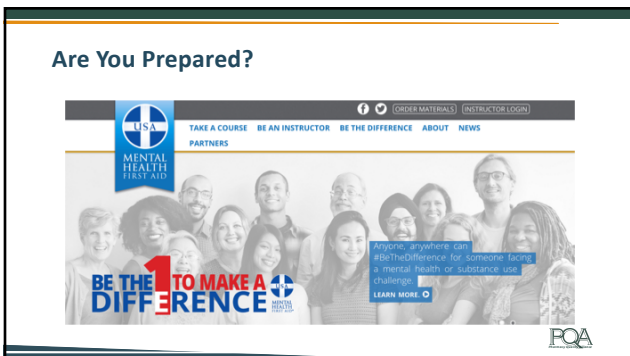 Are You Prepared?
ORDER MATERIALS INSTRUCTOR LOGIN
USA
MENTAL
HEALTH
FIRST AID
TAKE A COURSE BE AN INSTRUCTOR BE THE DIFFERENCE ABOUT NEWS
PARTNERS
Anyone, anywhere can
#BeTheDifference for someone facing
a mental health or substance use
challenge.
LEARN MORE.
BE THE 1 TO MAKE A
DIFFERENCE
USA
MENTAL
HEALTH
FIRST AID
PQA